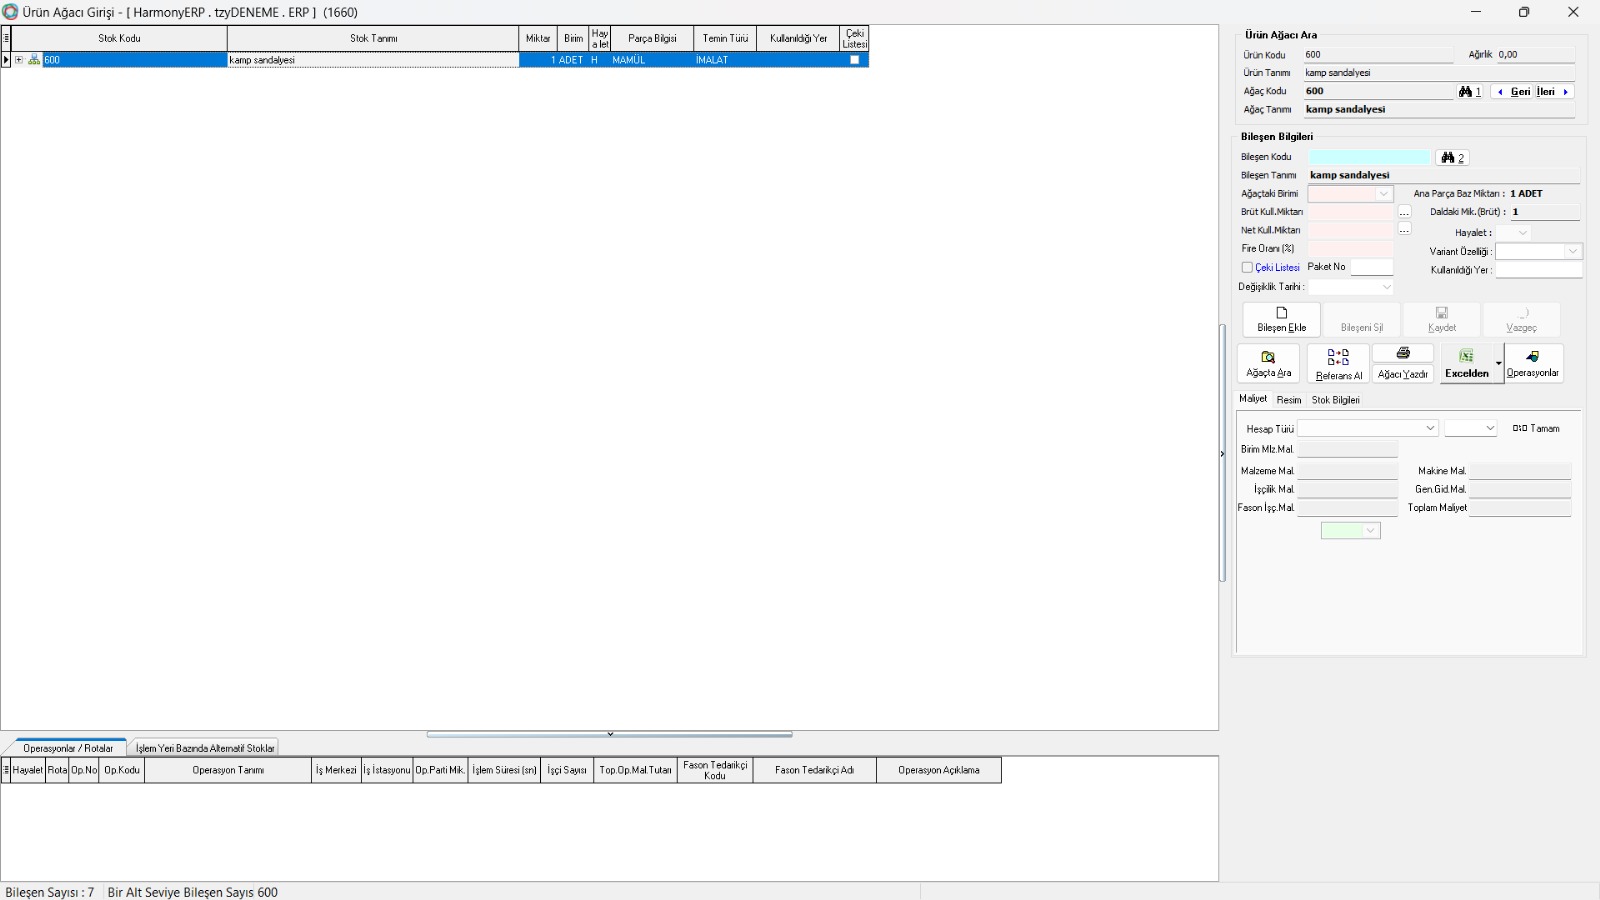 Ürün Ağacı Girişi - [ HarmonyERP . tzyDENEME . ERP ] (1660)
Stok Kodu Stok Tanımı Miktar Birim Hayalet Parça Bilgisi Temin Türü Kullanıldığı Yer Çeki Listesi
600 kamp sandalyesi 1 ADET H MAMÜL İMALAT
Ürün Ağacı Ara
Ürün Kodu 600 Ağırlık 0,00
Ürün Tanımı kamp sandalyesi
Ağaç Kodu 600 1 Geri İleri
Ağaç Tanımı kamp sandalyesi
Bileşen Bilgileri
Bileşen Kodu 2
Bileşen Tanımı kamp sandalyesi
Ağaçtaki Birimi Ana Parça Baz Miktarı : 1 ADET
Brüt Kull.Miktarı ... Daldaki Mik.(Brüt) : 1
Net Kull.Miktarı ... Hayalet :
Fire Oranı (%) Variant Özelliği :
Çeki Listesi Paket No Kullanıldığı Yer :
Değişiklik Tarihi :
Bileşen Ekle Bileşeni Sil Kaydet Vazgeç
Ağaçta Ara Referans Al Ağacı Yazdır Excelden Operasyonlar
Maliyet Resim Stok Bilgileri
Hesap Türü Tamam
Birim Mlz.Mal.
Malzeme Mal. Makine Mal.
İşçilik Mal. Gen.Gid.Mal.
Fason İşç.Mal. Toplam Maliyet
Operasyonlar / Rotalar İşlem Yeri Bazında Alternatif Stoklar
Hayalet Rota Op.No Op.Kodu Operasyon Tanımı İş Merkezi İş İstasyonu Op.Parti Mik. İşlem Süresi (sn) İşçi Sayısı Top.Op.Mal.Tutarı Fason Tedarikçi Kodu Fason Tedarikçi Adı Operasyon Açıklama
Bileşen Sayısı : 7 Bir Alt Seviye Bileşen Sayıs 600